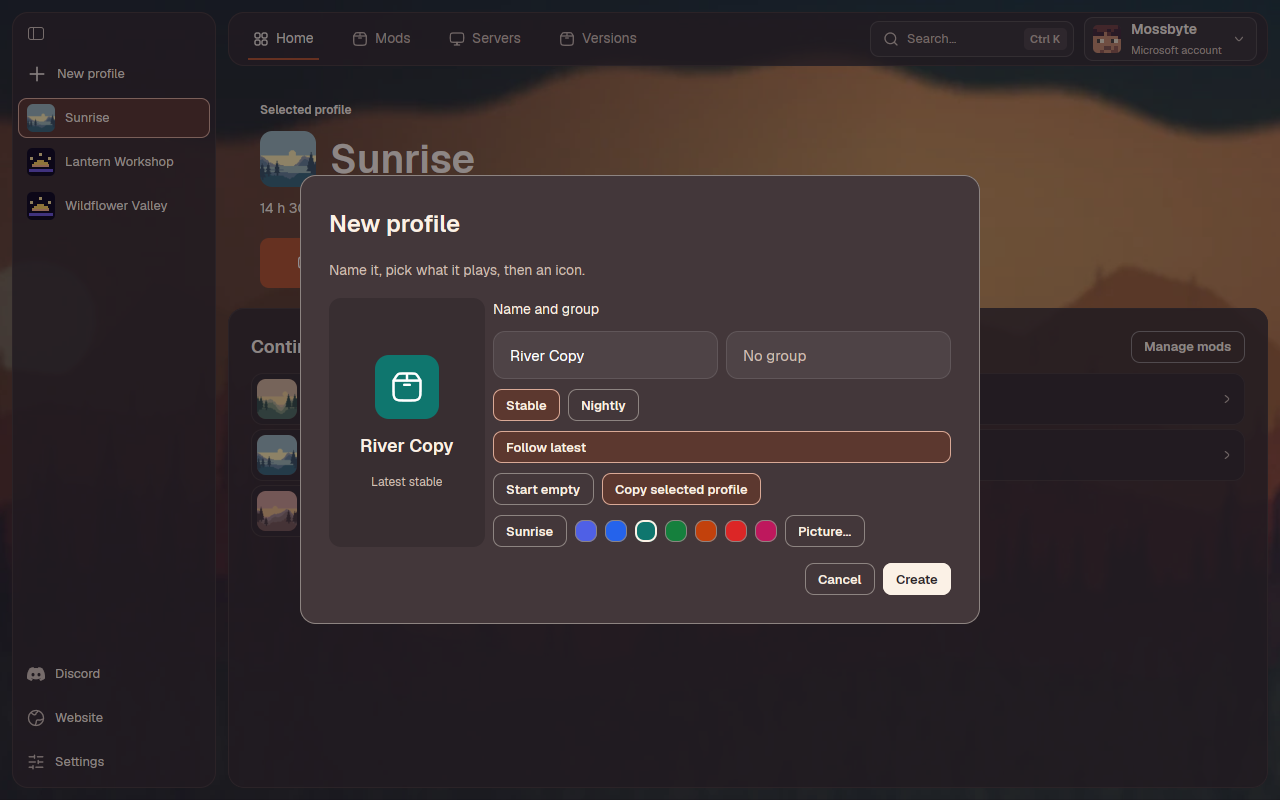 New profile
Sunrise
Lantern Workshop
Wildflower Valley
Discord
Website
Settings
Home
Mods
Servers
Versions
Search...
Ctrl K
Mossbyte
Microsoft account
Selected profile
Sunrise
14 h
Manage mods
New profile
Name it, pick what it plays, then an icon.
River Copy
Latest stable
Name and group
River Copy
No group
Stable
Nightly
Follow latest
Start empty
Copy selected profile
Sunrise
Picture...
Cancel
Create